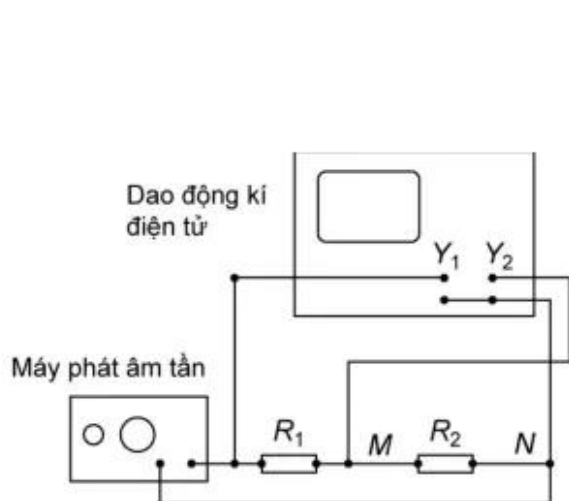 Dao động kí
điện tử
Y₁ Y₂
Máy phát âm tần
R₁ M R₂ N